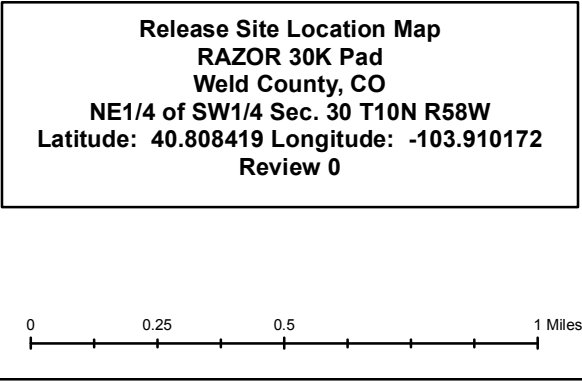 Release Site Location Map
RAZOR 30K Pad
Weld County, CO
NE1/4 of SW1/4 Sec. 30 T10N R58W
Latitude:  40.808419 Longitude:  -103.910172
Review 0
0 0.25 0.5 1 Miles